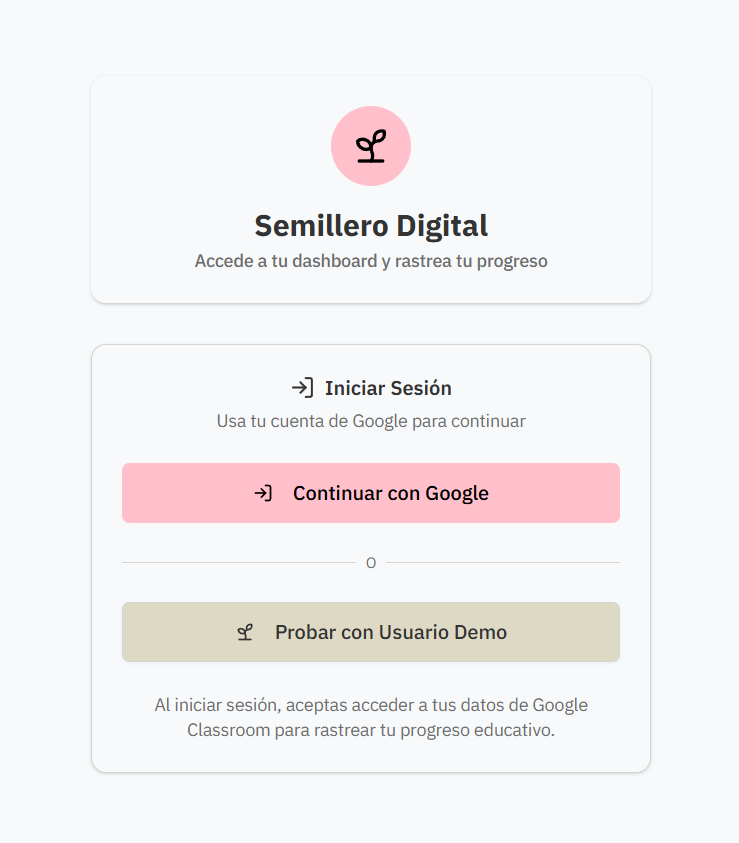 Semillero Digital
Accede a tu dashboard y rastrea tu progreso
Iniciar Sesión
Usa tu cuenta de Google para continuar
Continuar con Google
O
Probar con Usuario Demo
Al iniciar sesión, aceptas acceder a tus datos de Google
Classroom para rastrear tu progreso educativo.